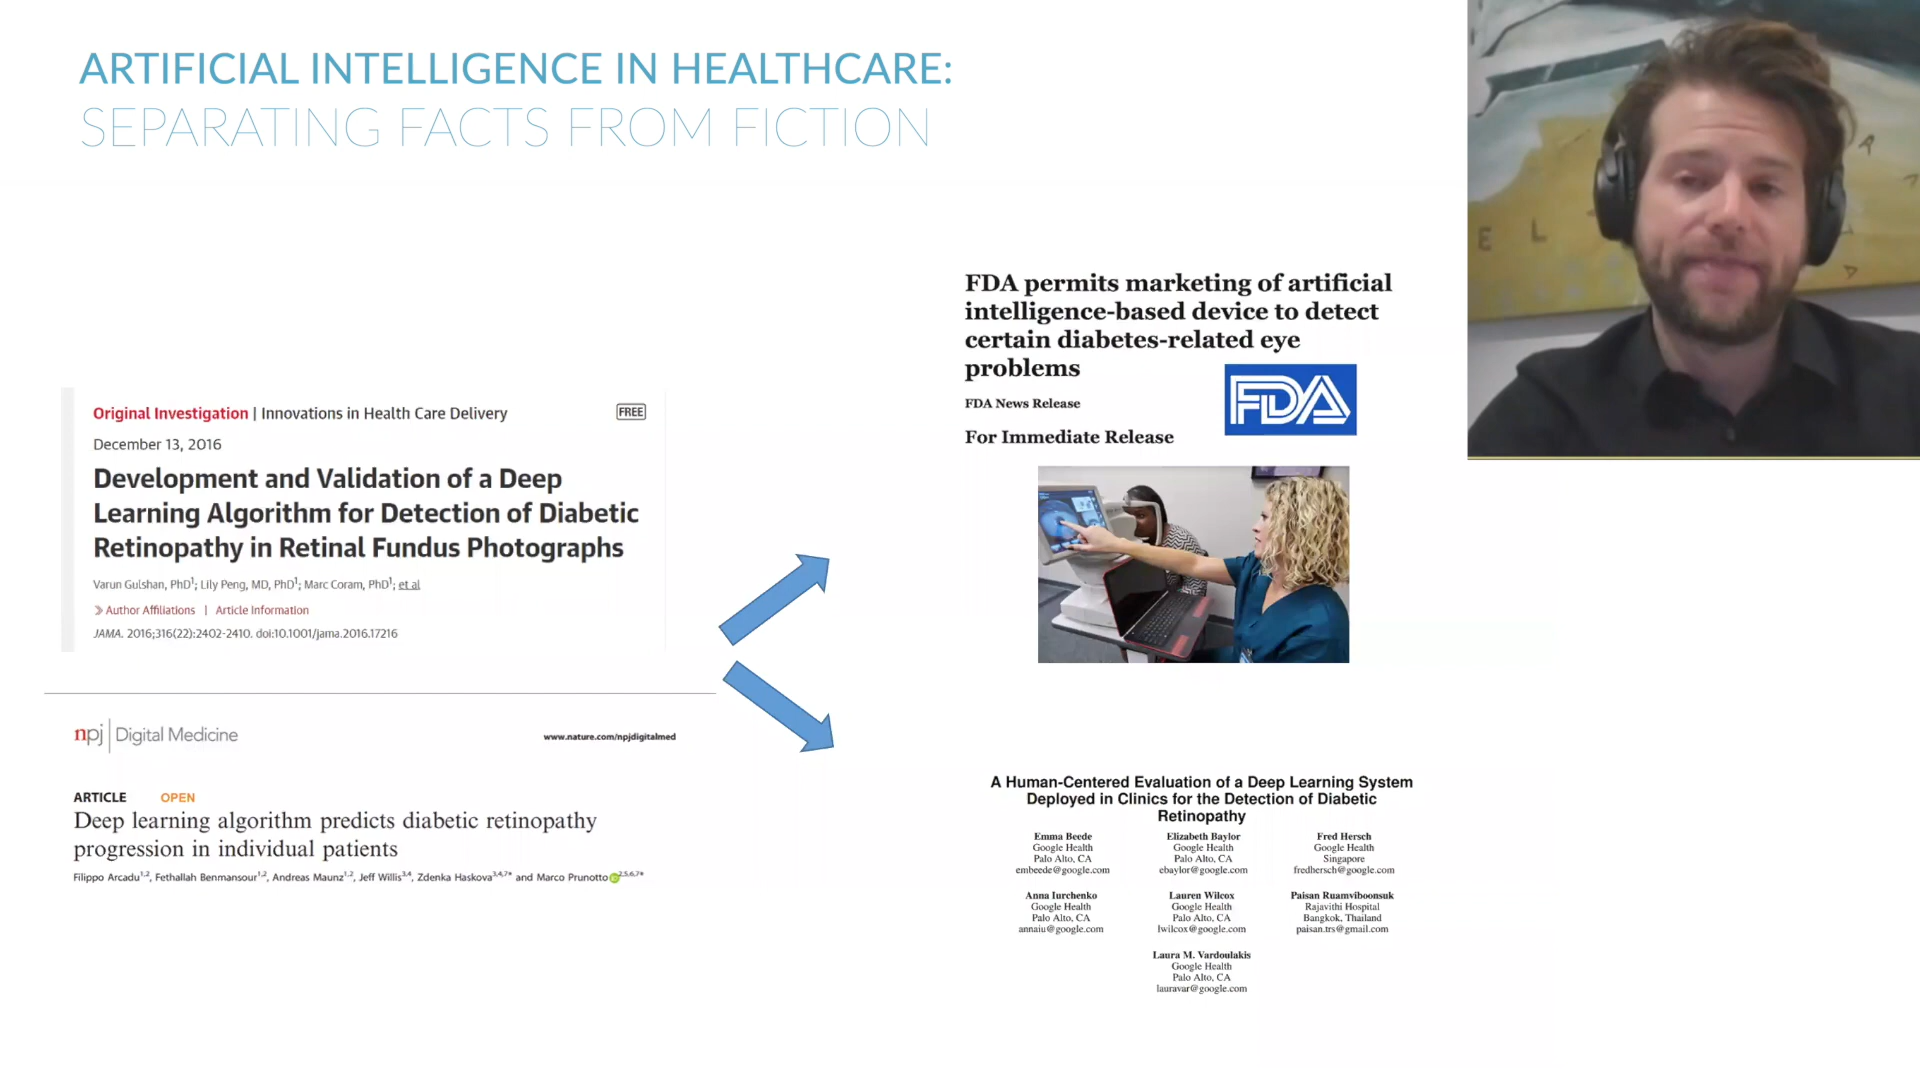 ARTIFICIAL INTELLIGENCE IN HEALTHCARE:
SEPARATING FACTS FROM FICTION
Original Investigation | Innovations in Health Care Delivery
FREE
December 13, 2016
Development and Validation of a Deep
Learning Algorithm for Detection of Diabetic
Retinopathy in Retinal Fundus Photographs
Varun Gulshan, PhD1; Lily Peng, MD, PhD1; Marc Coram, PhD1; et al
» Author Affiliations | Article Information
JAMA. 2016;316(22):2402-2410. doi:10.1001/jama.2016.17216
npj | Digital Medicine
www.nature.com/npjdigitalmed
ARTICLE OPEN
Deep learning algorithm predicts diabetic retinopathy
progression in individual patients
Filippo Arcadu1,2, Fethallah Benmansour1,2, Andreas Maunz1,2, Jeff Willis3,4, Zdenka Haskova3,4,7* and Marco Prunotto2,5,6,7*
FDA permits marketing of artificial
intelligence-based device to detect
certain diabetes-related eye
problems
FDA News Release
FDA
For Immediate Release
A Human-Centered Evaluation of a Deep Learning System
Deployed in Clinics for the Detection of Diabetic
Retinopathy
Emma Beede
Google Health
Palo Alto, CA
embeede@google.com
Elizabeth Baylor
Google Health
Palo Alto, CA
ebaylor@google.com
Fred Hersch
Google Health
Singapore
fredhersch@google.com
Anna Iurchenko
Google Health
Palo Alto, CA
annaiu@google.com
Lauren Wilcox
Google Health
Palo Alto, CA
lwilcox@google.com
Paisan Ruamviboonsuk
Rajavithi Hospital
Bangkok, Thailand
paisan.trs@gmail.com
Laura M. Vardoulakis
Google Health
Palo Alto, CA
lauravar@google.com